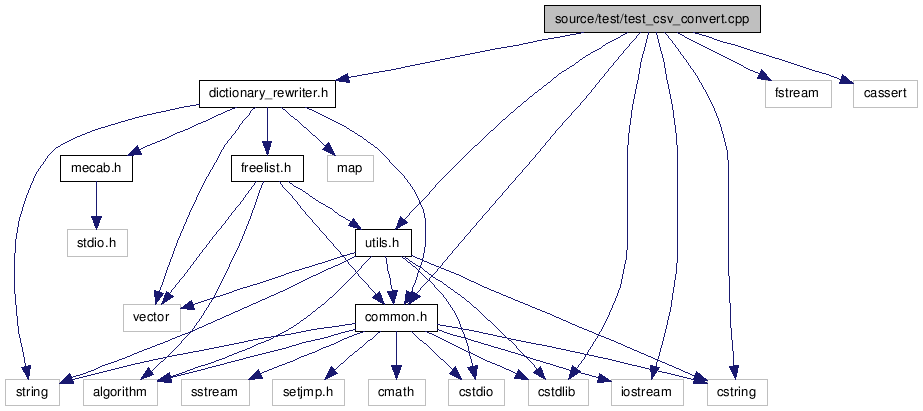 source/test/test_csv_convert.cpp
dictionary_rewriter.h
fstream
cassert
mecab.h
freelist.h
map
stdio.h
utils.h
vector
common.h
string
algorithm
sstream
setjmp.h
cmath
cstdio
cstdlib
iostream
cstring